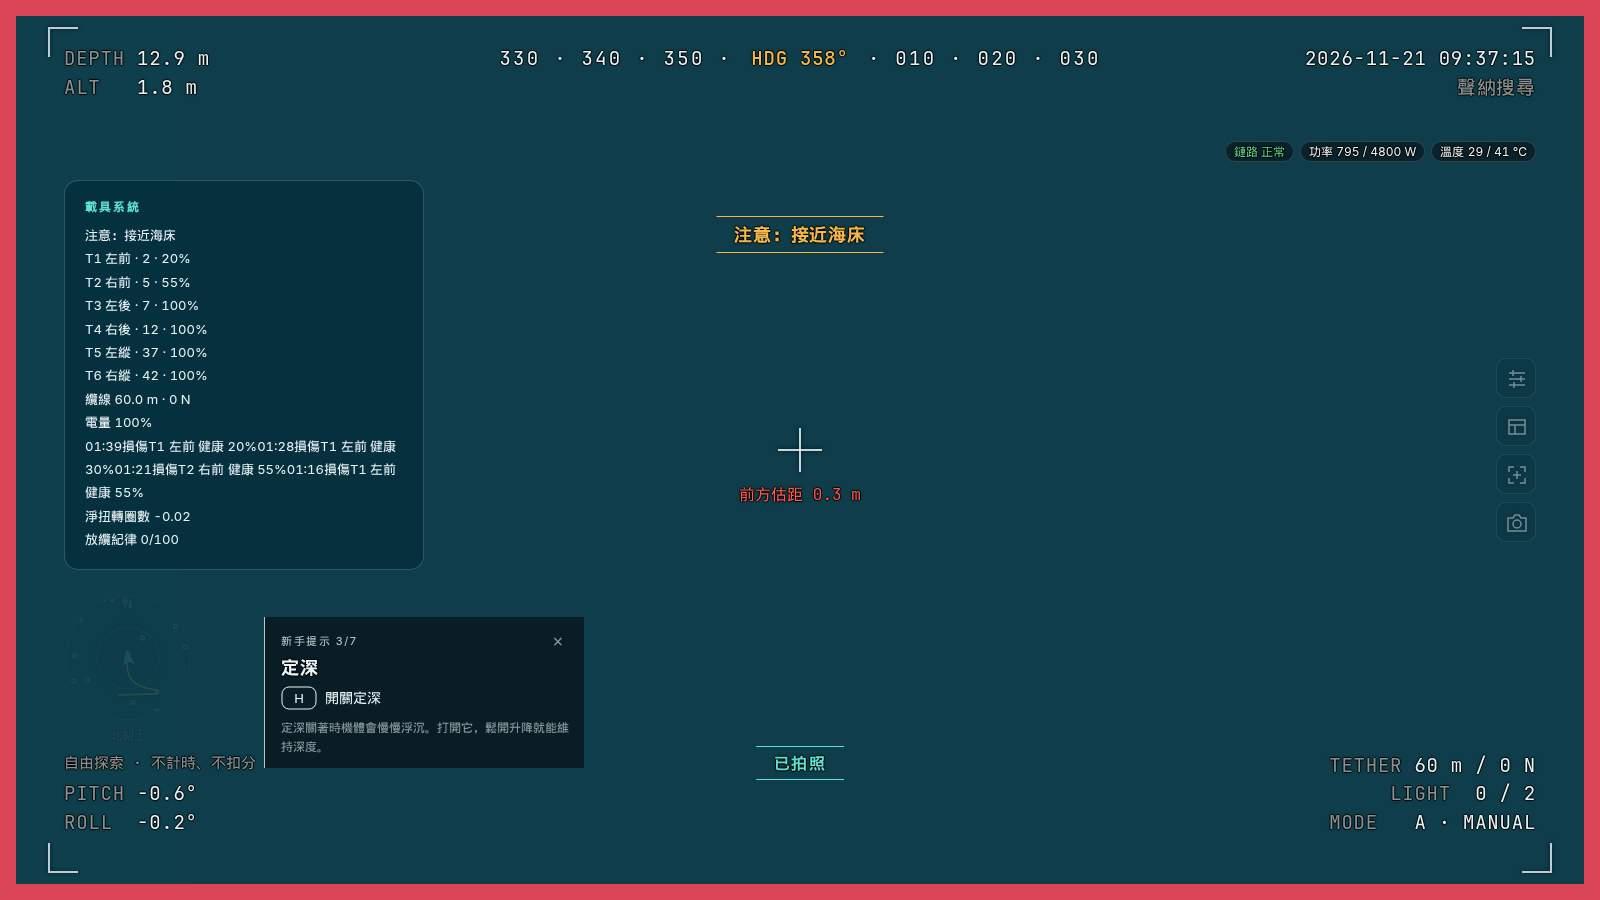 DEPTH 12.9 m
ALT 1.8 m
330 · 340 · 350 · HDG 358° · 010 · 020 · 030
2026-11-21 09:37:15
聲納搜尋
鏈路 正常
功率 795 / 4800 W
溫度 29 / 41 °C
載具系統
注意: 接近海床
T1 左前 · 2 · 20%
T2 右前 · 5 · 55%
T3 左後 · 7 · 100%
T4 右後 · 12 · 100%
T5 左縱 · 37 · 100%
T6 右縱 · 42 · 100%
纜線 60.0 m · 0 N
電量 100%
01:39損傷T1 左前 健康 20%01:28損傷T1 左前 健康
30%01:21損傷T2 右前 健康 55%01:16損傷T1 左前
健康 55%
淨扭轉圈數 -0.02
放纜紀律 0/100
注意: 接近海床
前方估距 0.3 m
新手提示 3/7
定深
H 開關定深
定深關著時機體會慢慢浮沉。打開它，鬆開升降就能維
持深度。
已拍照
自由探索 · 不計時、不扣分
PITCH -0.6°
ROLL -0.2°
TETHER 60 m / 0 N
LIGHT 0 / 2
MODE A · MANUAL